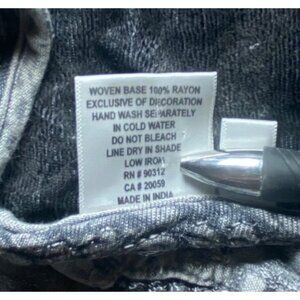 WOVEN BASE 100% RAYON
EXCLUSIVE OF DECORATION
HAND WASH SEPARATELY
IN COLD WATER
DO NOT BLEACH
LINE DRY IN SHADE
LOW IRON
RN # 90312
CA # 20059
MADE IN INDIA